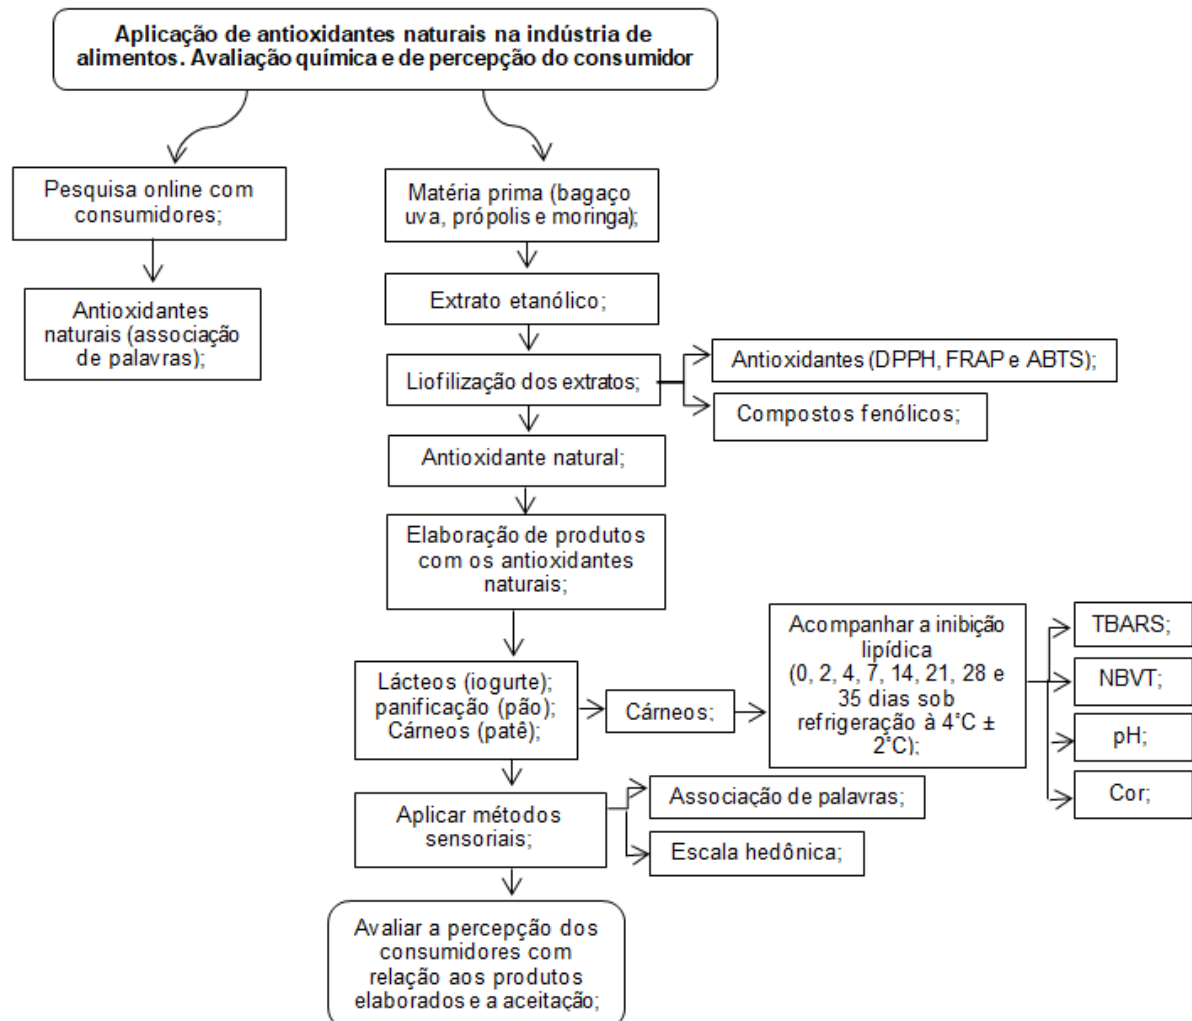 Aplicação de antioxidantes naturais na indústria de
alimentos. Avaliação química e de percepção do consumidor
Pesquisa online com
consumidores;
Antioxidantes
naturais (associação
de palavras);
Matéria prima (bagaço
uva, própolis e moringa);
Extrato etanólico;
Liofilização dos extratos;
Antioxidantes (DPPH, FRAP e ABTS);
Compostos fenólicos;
Antioxidante natural;
Elaboração de produtos
com os antioxidantes
naturais;
Lácteos (iogurte);
panificação (pão);
Cárneos (patê);
Cárneos;
Acompanhar a inibição
lipídica
(0, 2, 4, 7, 14, 21, 28 e
35 dias sob
refrigeração à 4°C ±
2°C);
TBARS;
NBVT;
pH;
Cor;
Aplicar métodos
sensoriais;
Associação de palavras;
Escala hedônica;
Avaliar a percepção dos
consumidores com
relação aos produtos
elaborados e a aceitação;